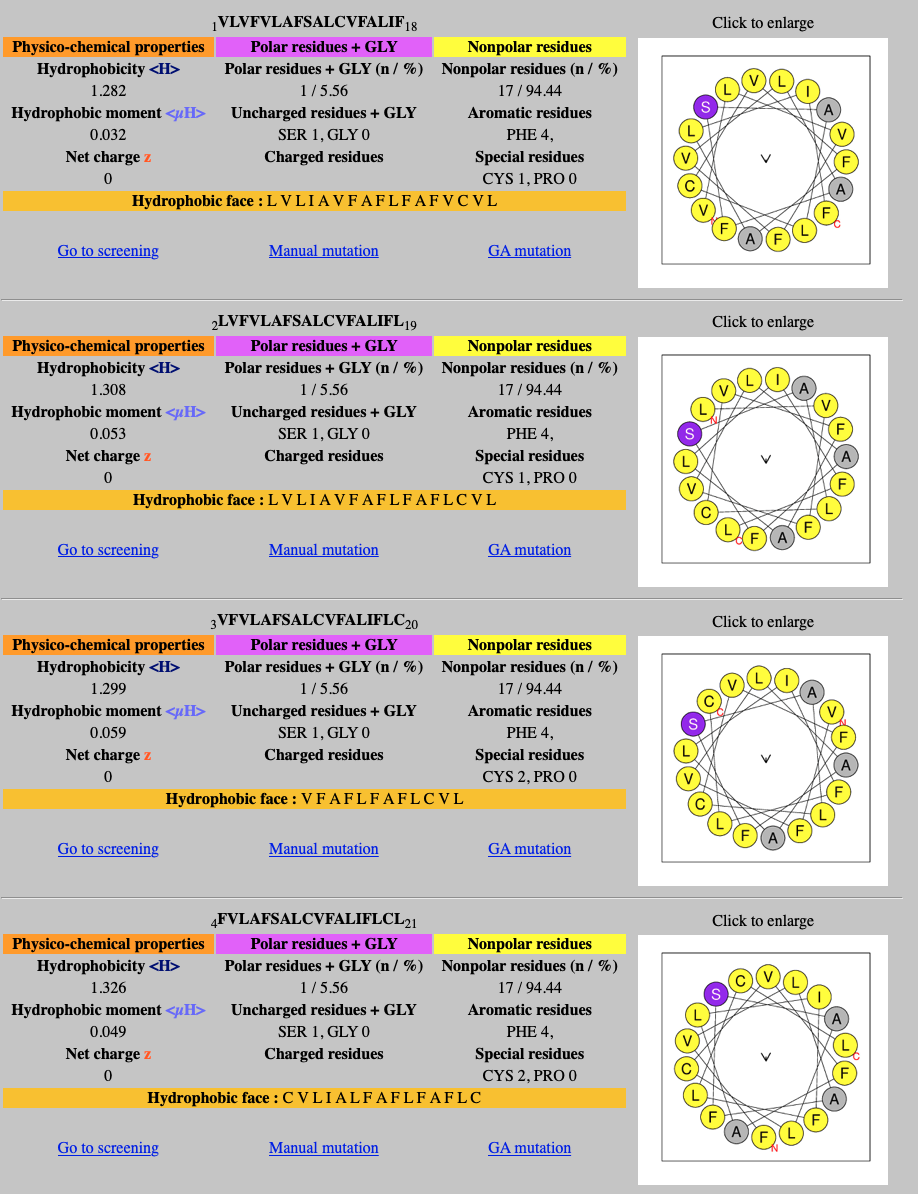 1VLVFVLAFSALCVFALIF18
Physico-chemical properties Polar residues + GLY Nonpolar residues
Hydrophobicity <H> Polar residues + GLY (n / %) Nonpolar residues (n / %)
1.282 1 / 5.56 17 / 94.44
Hydrophobic moment <μH> Uncharged residues + GLY Aromatic residues
0.032 SER 1, GLY 0 PHE 4,
Net charge z Charged residues Special residues
0 CYS 1, PRO 0
Hydrophobic face : L V L I A V F A F L F A F V C V L
Go to screening Manual mutation GA mutation
Click to enlarge
L V L I A V F A F C L F A F V N C V L S
2LVFVLAFSALCVFALIFL19
Physico-chemical properties Polar residues + GLY Nonpolar residues
Hydrophobicity <H> Polar residues + GLY (n / %) Nonpolar residues (n / %)
1.308 1 / 5.56 17 / 94.44
Hydrophobic moment <μH> Uncharged residues + GLY Aromatic residues
0.053 SER 1, GLY 0 PHE 4,
Net charge z Charged residues Special residues
0 CYS 1, PRO 0
Hydrophobic face : L V L I A V F A F L F A F L C V L
Go to screening Manual mutation GA mutation
Click to enlarge
L N V L I A V F A F L F A F L C C V L S
3VFVLAFSALCVFALIFLC20
Physico-chemical properties Polar residues + GLY Nonpolar residues
Hydrophobicity <H> Polar residues + GLY (n / %) Nonpolar residues (n / %)
1.299 1 / 5.56 17 / 94.44
Hydrophobic moment <μH> Uncharged residues + GLY Aromatic residues
0.059 SER 1, GLY 0 PHE 4,
Net charge z Charged residues Special residues
0 CYS 2, PRO 0
Hydrophobic face : V F A F L F A F L C V L
Go to screening Manual mutation GA mutation
Click to enlarge
C C V L I A V N F A F L F A F L C V L S
4FVLAFSALCVFALIFLCL21
Physico-chemical properties Polar residues + GLY Nonpolar residues
Hydrophobicity <H> Polar residues + GLY (n / %) Nonpolar residues (n / %)
1.326 1 / 5.56 17 / 94.44
Hydrophobic moment <μH> Uncharged residues + GLY Aromatic residues
0.049 SER 1, GLY 0 PHE 4,
Net charge z Charged residues Special residues
0 CYS 2, PRO 0
Hydrophobic face : C V L I A L F A F L F A F L C
Go to screening Manual mutation GA mutation
Click to enlarge
C V L I A L C F A F L F N A F L C V L S